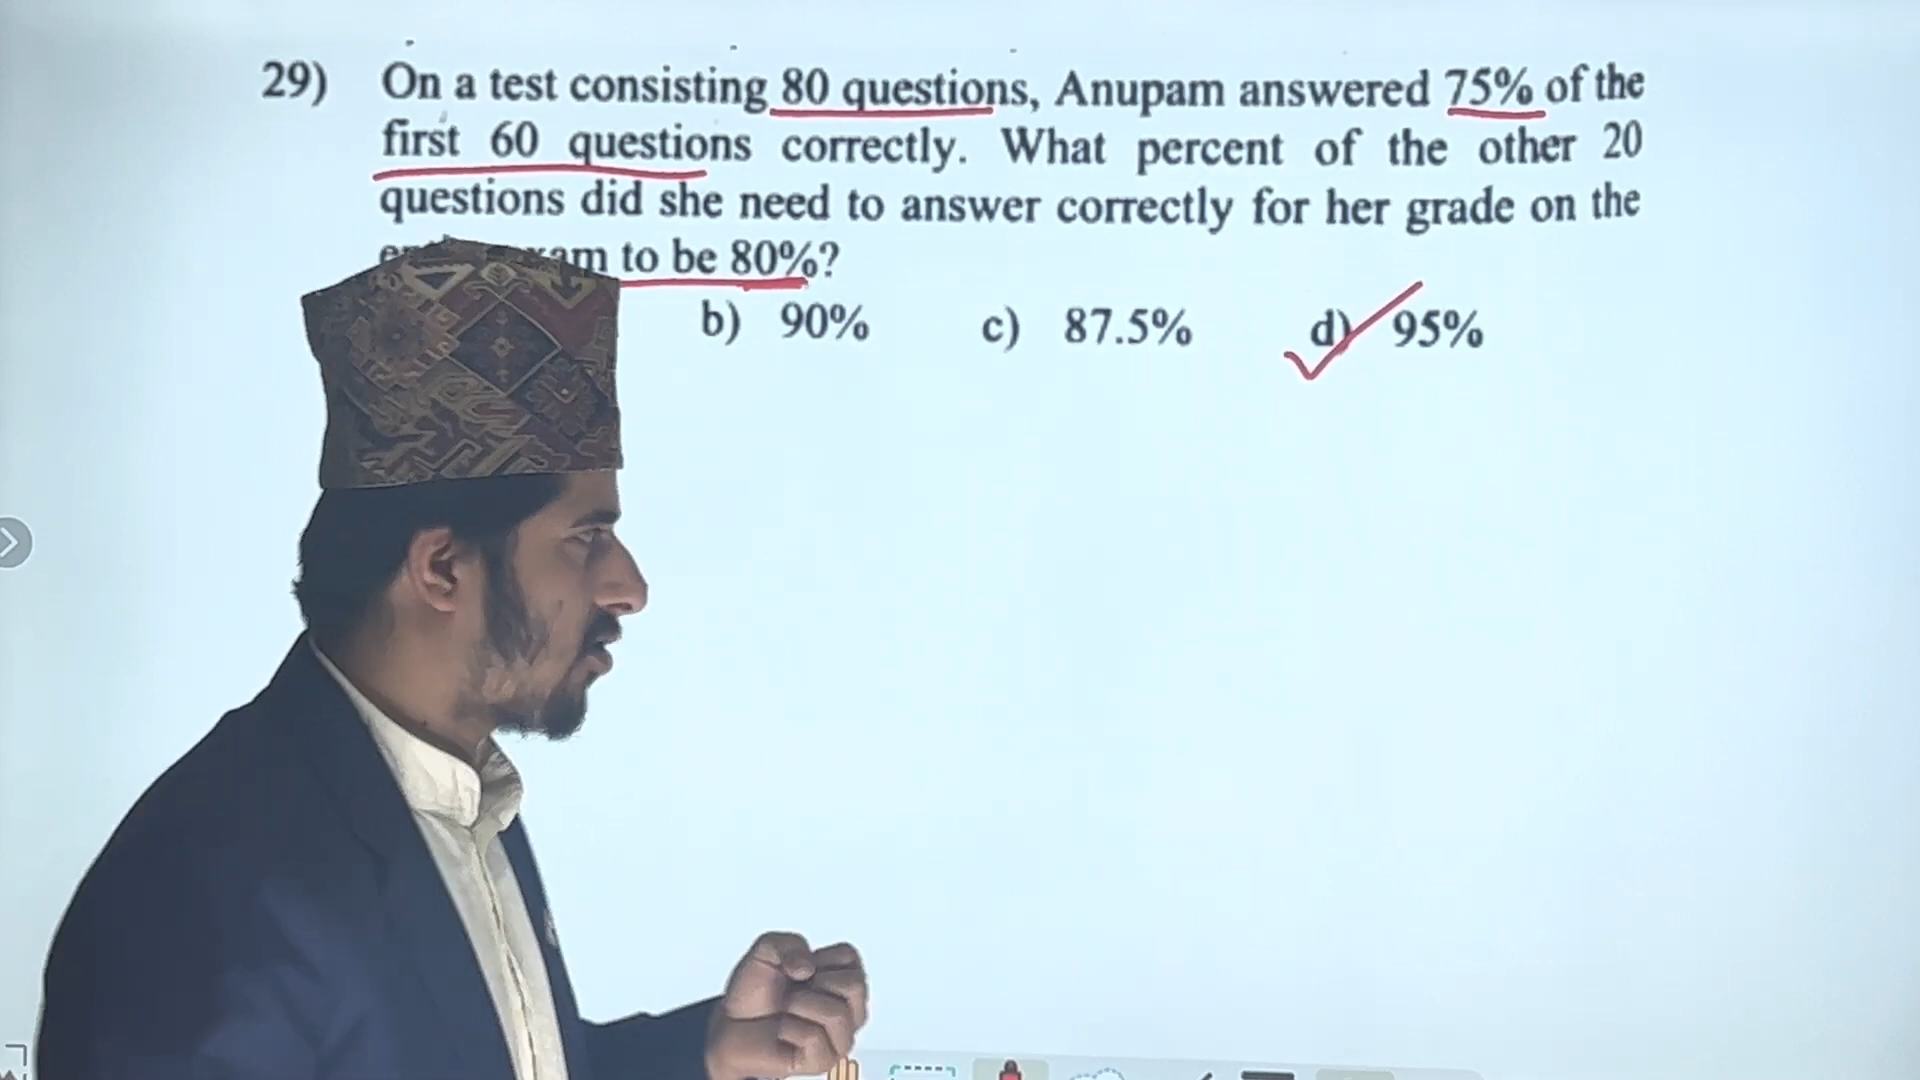 29) On a test consisting 80 questions, Anupam answered 75% of the
first 60 questions correctly. What percent of the other 20
questions did she need to answer correctly for her grade on the
to be 80%?
b) 90% c) 87.5% d) 95%